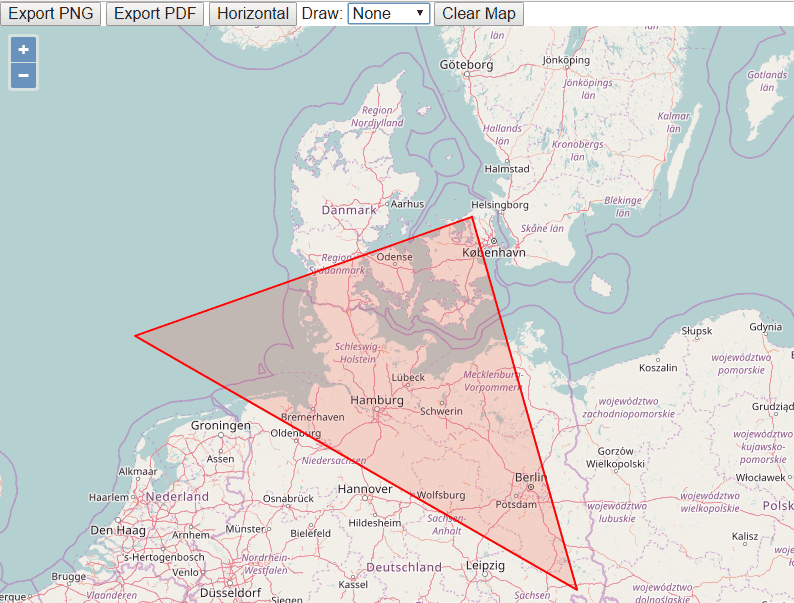 Export PNG Export PDF Horizontal Draw: None Clear Map
+
−
län
län
Göteborg
Jönköping
Gotlands
län
Jönköpings
län
Region
Nordjylland
Kalmar
län
Hallands
län
Kronobergs
län
Halmstad
Blekinge
län
Danmark
Aarhus
Helsingborg
Skåne län
København
Region
Syddanmark
Odense
Gdynia
Słupsk
Koszalin
województwo
pomorskie
Schleswig-
Holstein
Lübeck
Mecklenburg-
Vorpommern
Hamburg
Schwerin
województwo
zachodniopomorskie
Grudziąd
Bremerhaven
Groningen
Oldenburg
województwo
kujawsko-
pomorskie
Assen
Niedersachsen
Gorzów
Wielkopolski
Alkmaar
Berlin
Włocławek
Haarlem
Nederland
Osnabrück
Hannover
Wolfsburg
Potsdam
województwo
wielkopolskie
województwo
lubuskie
Polsk
Den Haag
Arnhem
Münster
Bielefeld
Hildesheim
Sachsen-
Anhalt
Kalisz
's-Hertogenbosch
Nordrhein-
Westfalen
Venlo
Deutschland
Leipzig
Brugge
Düsseldorf
Kassel
Vlaanderen
Siegen
Sachsen
województwo
dolnośląskie